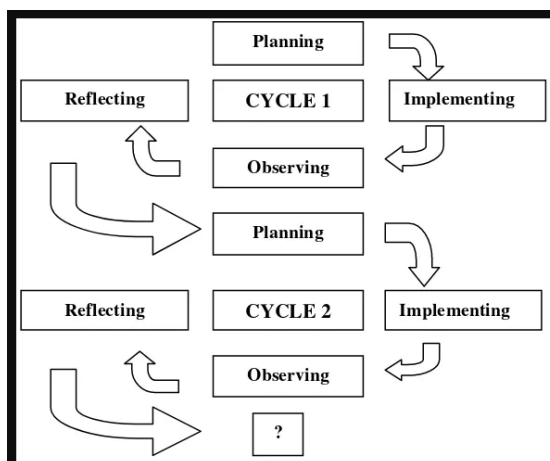 Planning
Reflecting
CYCLE 1
Implementing
Observing
Planning
Reflecting
CYCLE 2
Implementing
Observing
?